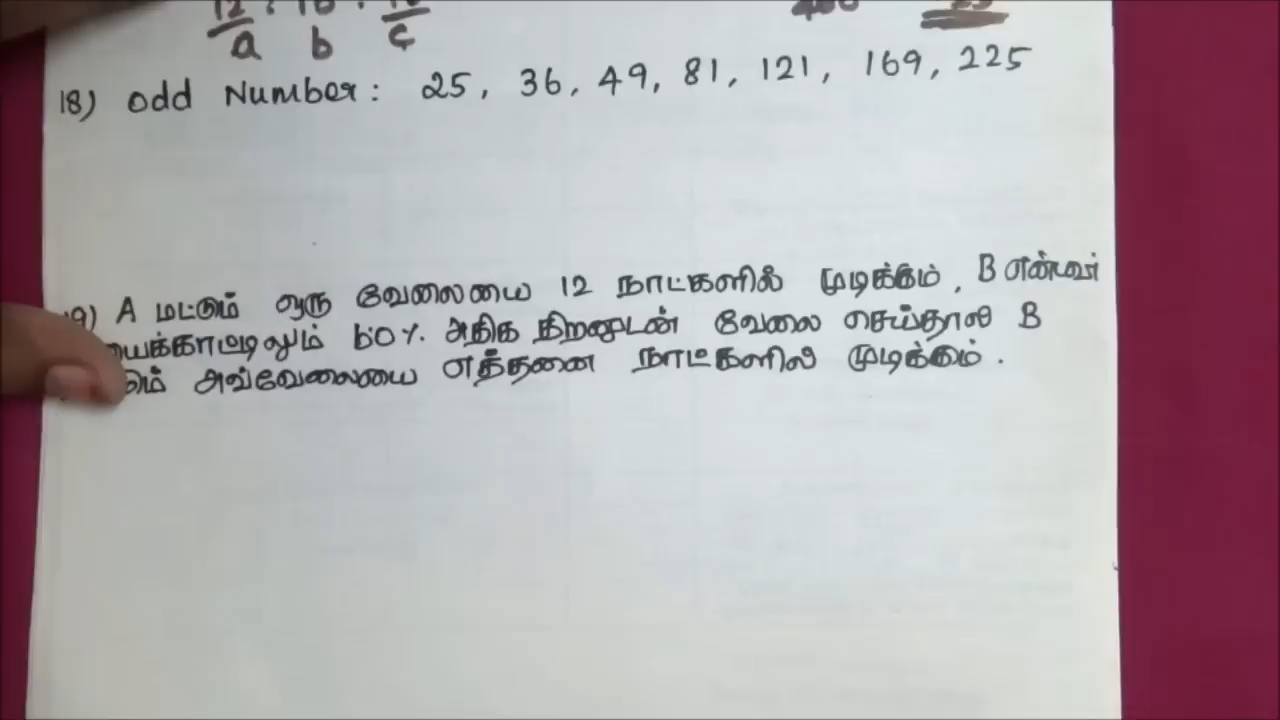 a b c
18) Odd Number : 25, 36, 49, 81, 121, 169, 225
A மட்டும் ஒரு வேலையை 12 நாட்களில் முடிக்கும், B என்பவர்
60% அதிக திறனுடன் வேலை செய்தால் B
அவ்வேலையை எத்தனை நாட்களில் முடிக்கும்.